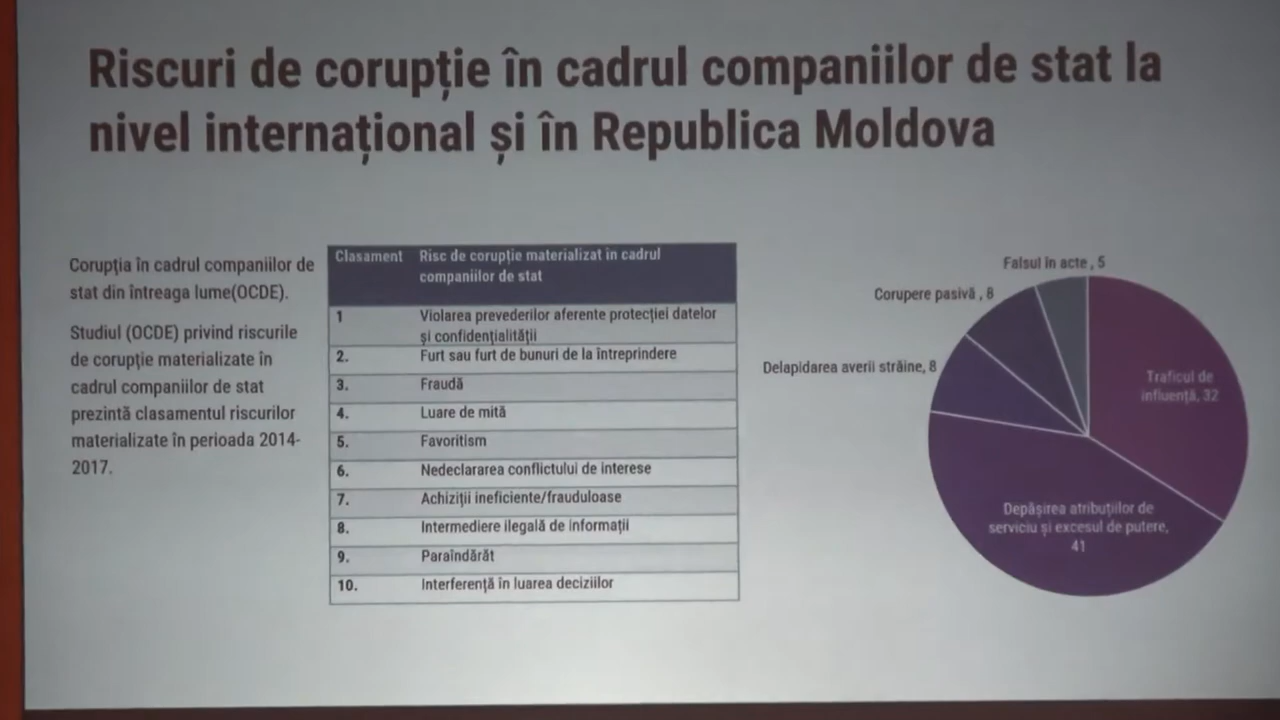 Riscuri de corupție în cadrul companiilor de stat la
nivel internațional și în Republica Moldova
Corupția în cadrul companiilor de
stat din întreaga lume(OCDE).
Studiul (OCDE) privind riscurile
de corupție materializate în
cadrul companiilor de stat
prezintă clasamentul riscurilor
materializate în perioada 2014-
2017.
Clasament Risc de corupție materializat in cadrul
companiilor de stat
1 Violarea prevederilor aferente protecției datelor
și confidențialității
2. Furt sau furt de bunuri de la întreprindere
3. Fraudă
4. Luare de mită
5. Favoritism
6. Nedeclararea conflictului de interese
7. Achiziții ineficiente/frauduloase
8. Intermediere ilegală de informații
9. Paraîndărăt
10. Interferență în luarea deciziilor
Falsul în acte , 5
Corupere pasivă , 8
Delapidarea averii străine, 8
Traficul de
influență, 32
Depășirea atribuțiilor de
serviciu și excesul de putere,
41